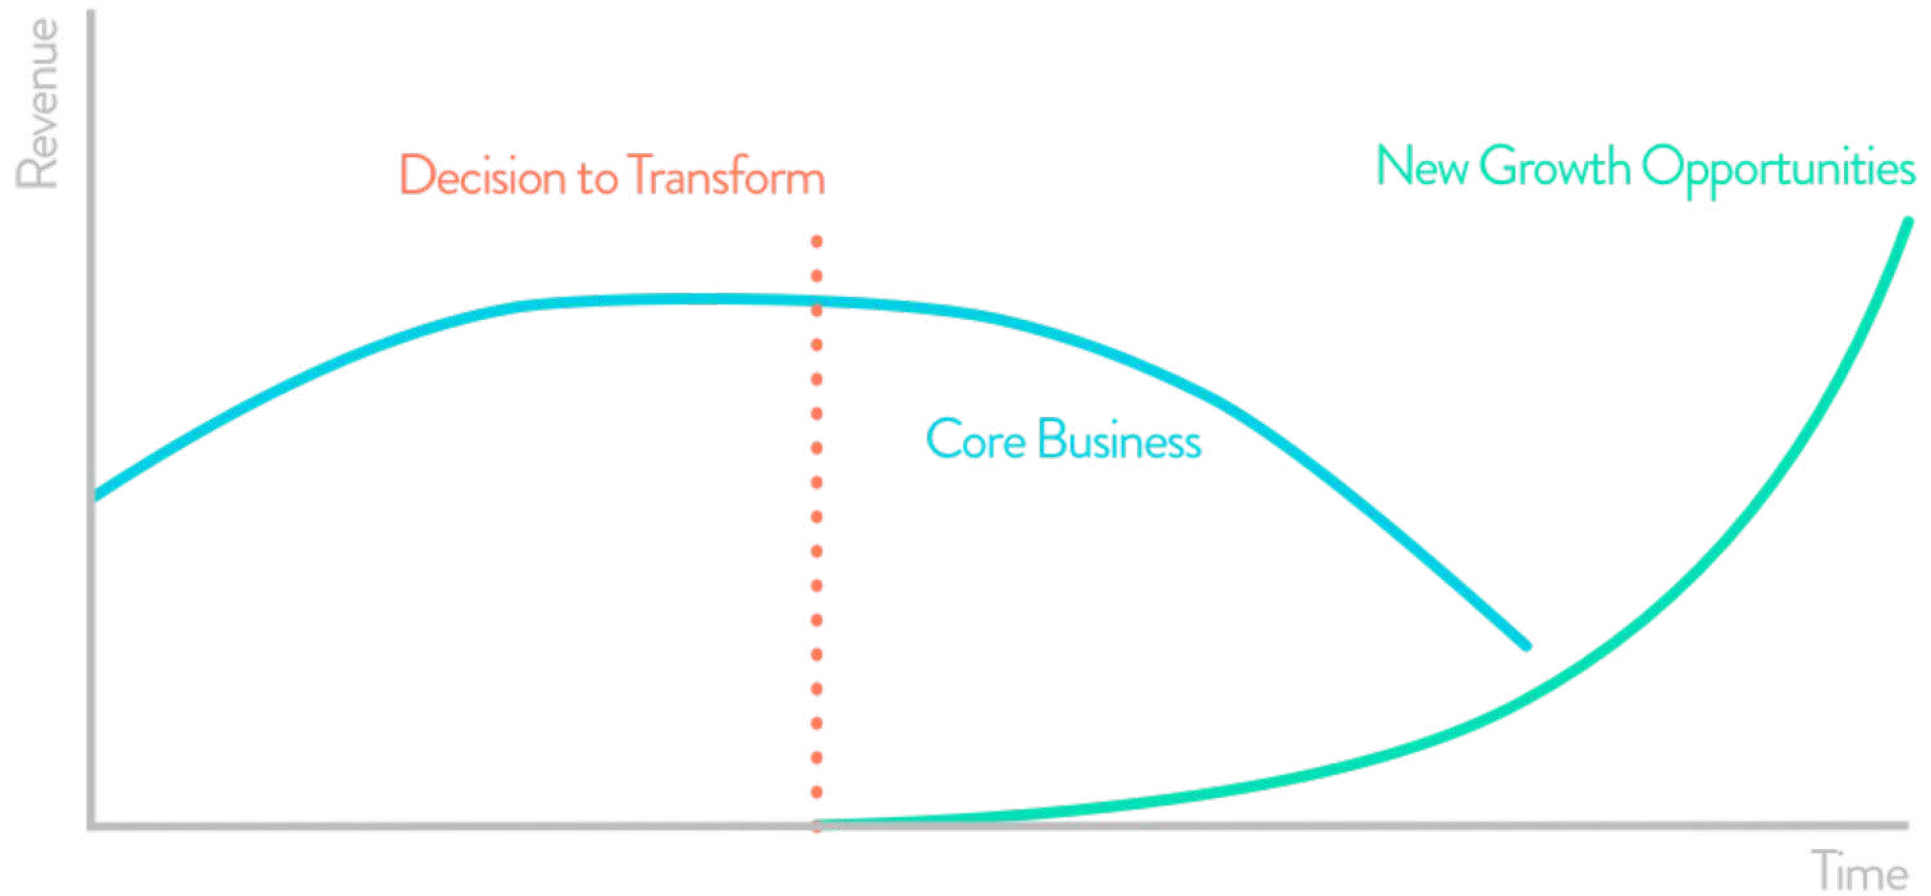 Revenue
Decision to Transform
New Growth Opportunities
Core Business
Time